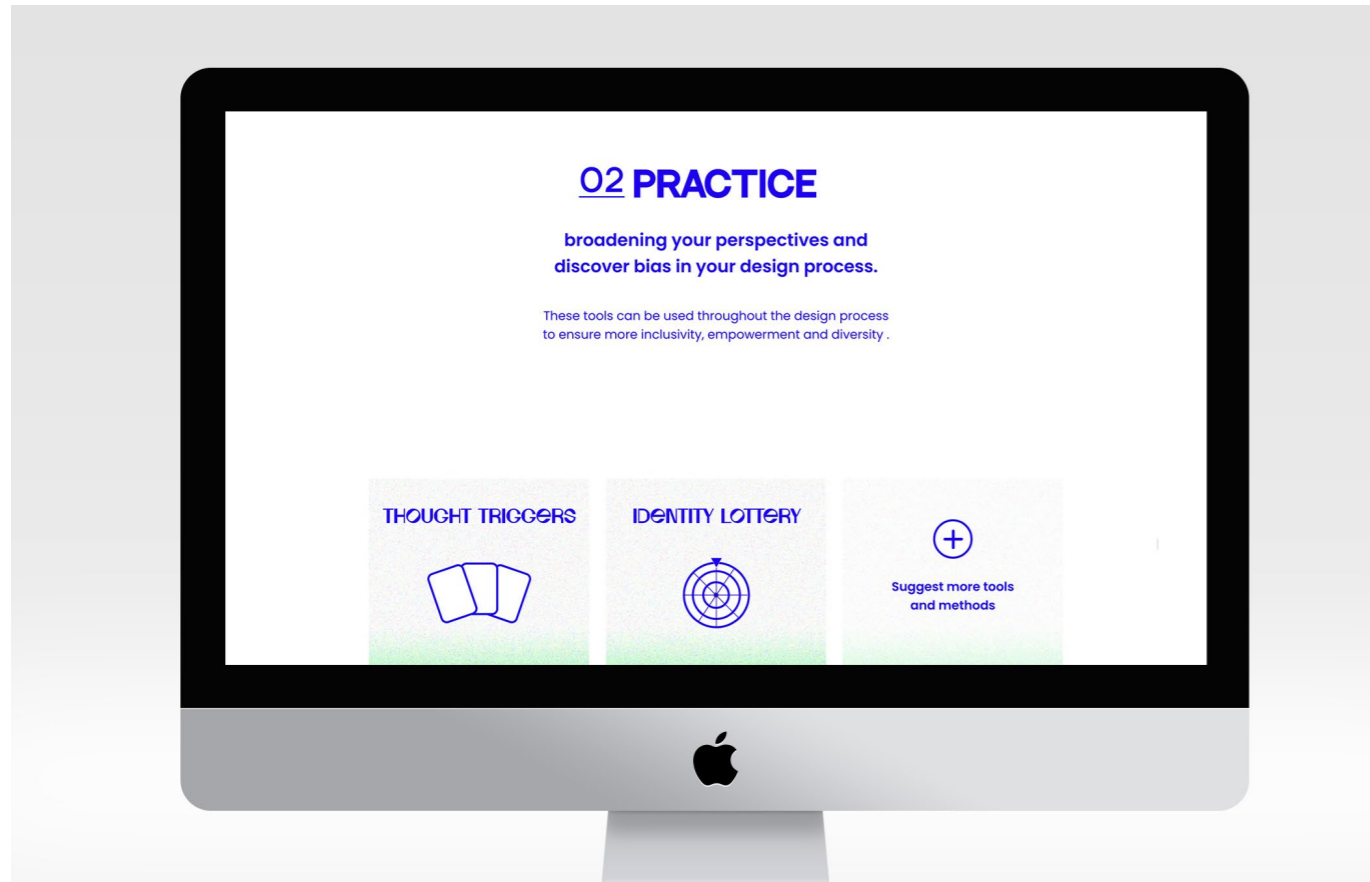 02 PRACTICE
broadening your perspectives and
discover bias in your design process.
These tools can be used throughout the design process
to ensure more inclusivity, empowerment and diversity .
THOUGHT TRIGGERS
IDENTITY LOTTERY
Suggest more tools
and methods